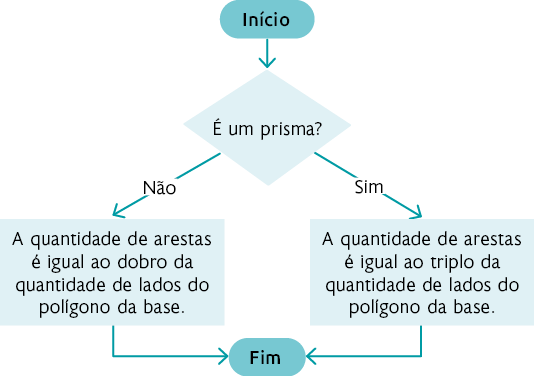 Início
É um prisma?
Não
Sim
A quantidade de arestas
é igual ao dobro da
quantidade de lados do
polígono da base.
A quantidade de arestas
é igual ao triplo da
quantidade de lados do
polígono da base.
Fim